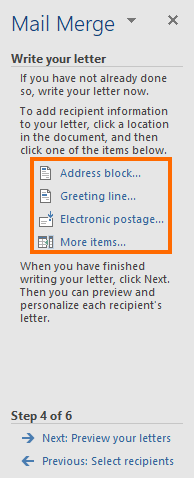 Mail Merge
Write your letter
If you have not already done
so, write your letter now.
To add recipient information
to your letter, click a location
in the document, and then
click one of the items below.
Address block...
Greeting line...
Electronic postage...
More items...
When you have finished
writing your letter, click Next.
Then you can preview and
personalize each recipient's
letter.
Step 4 of 6
Next: Preview your letters
Previous: Select recipients